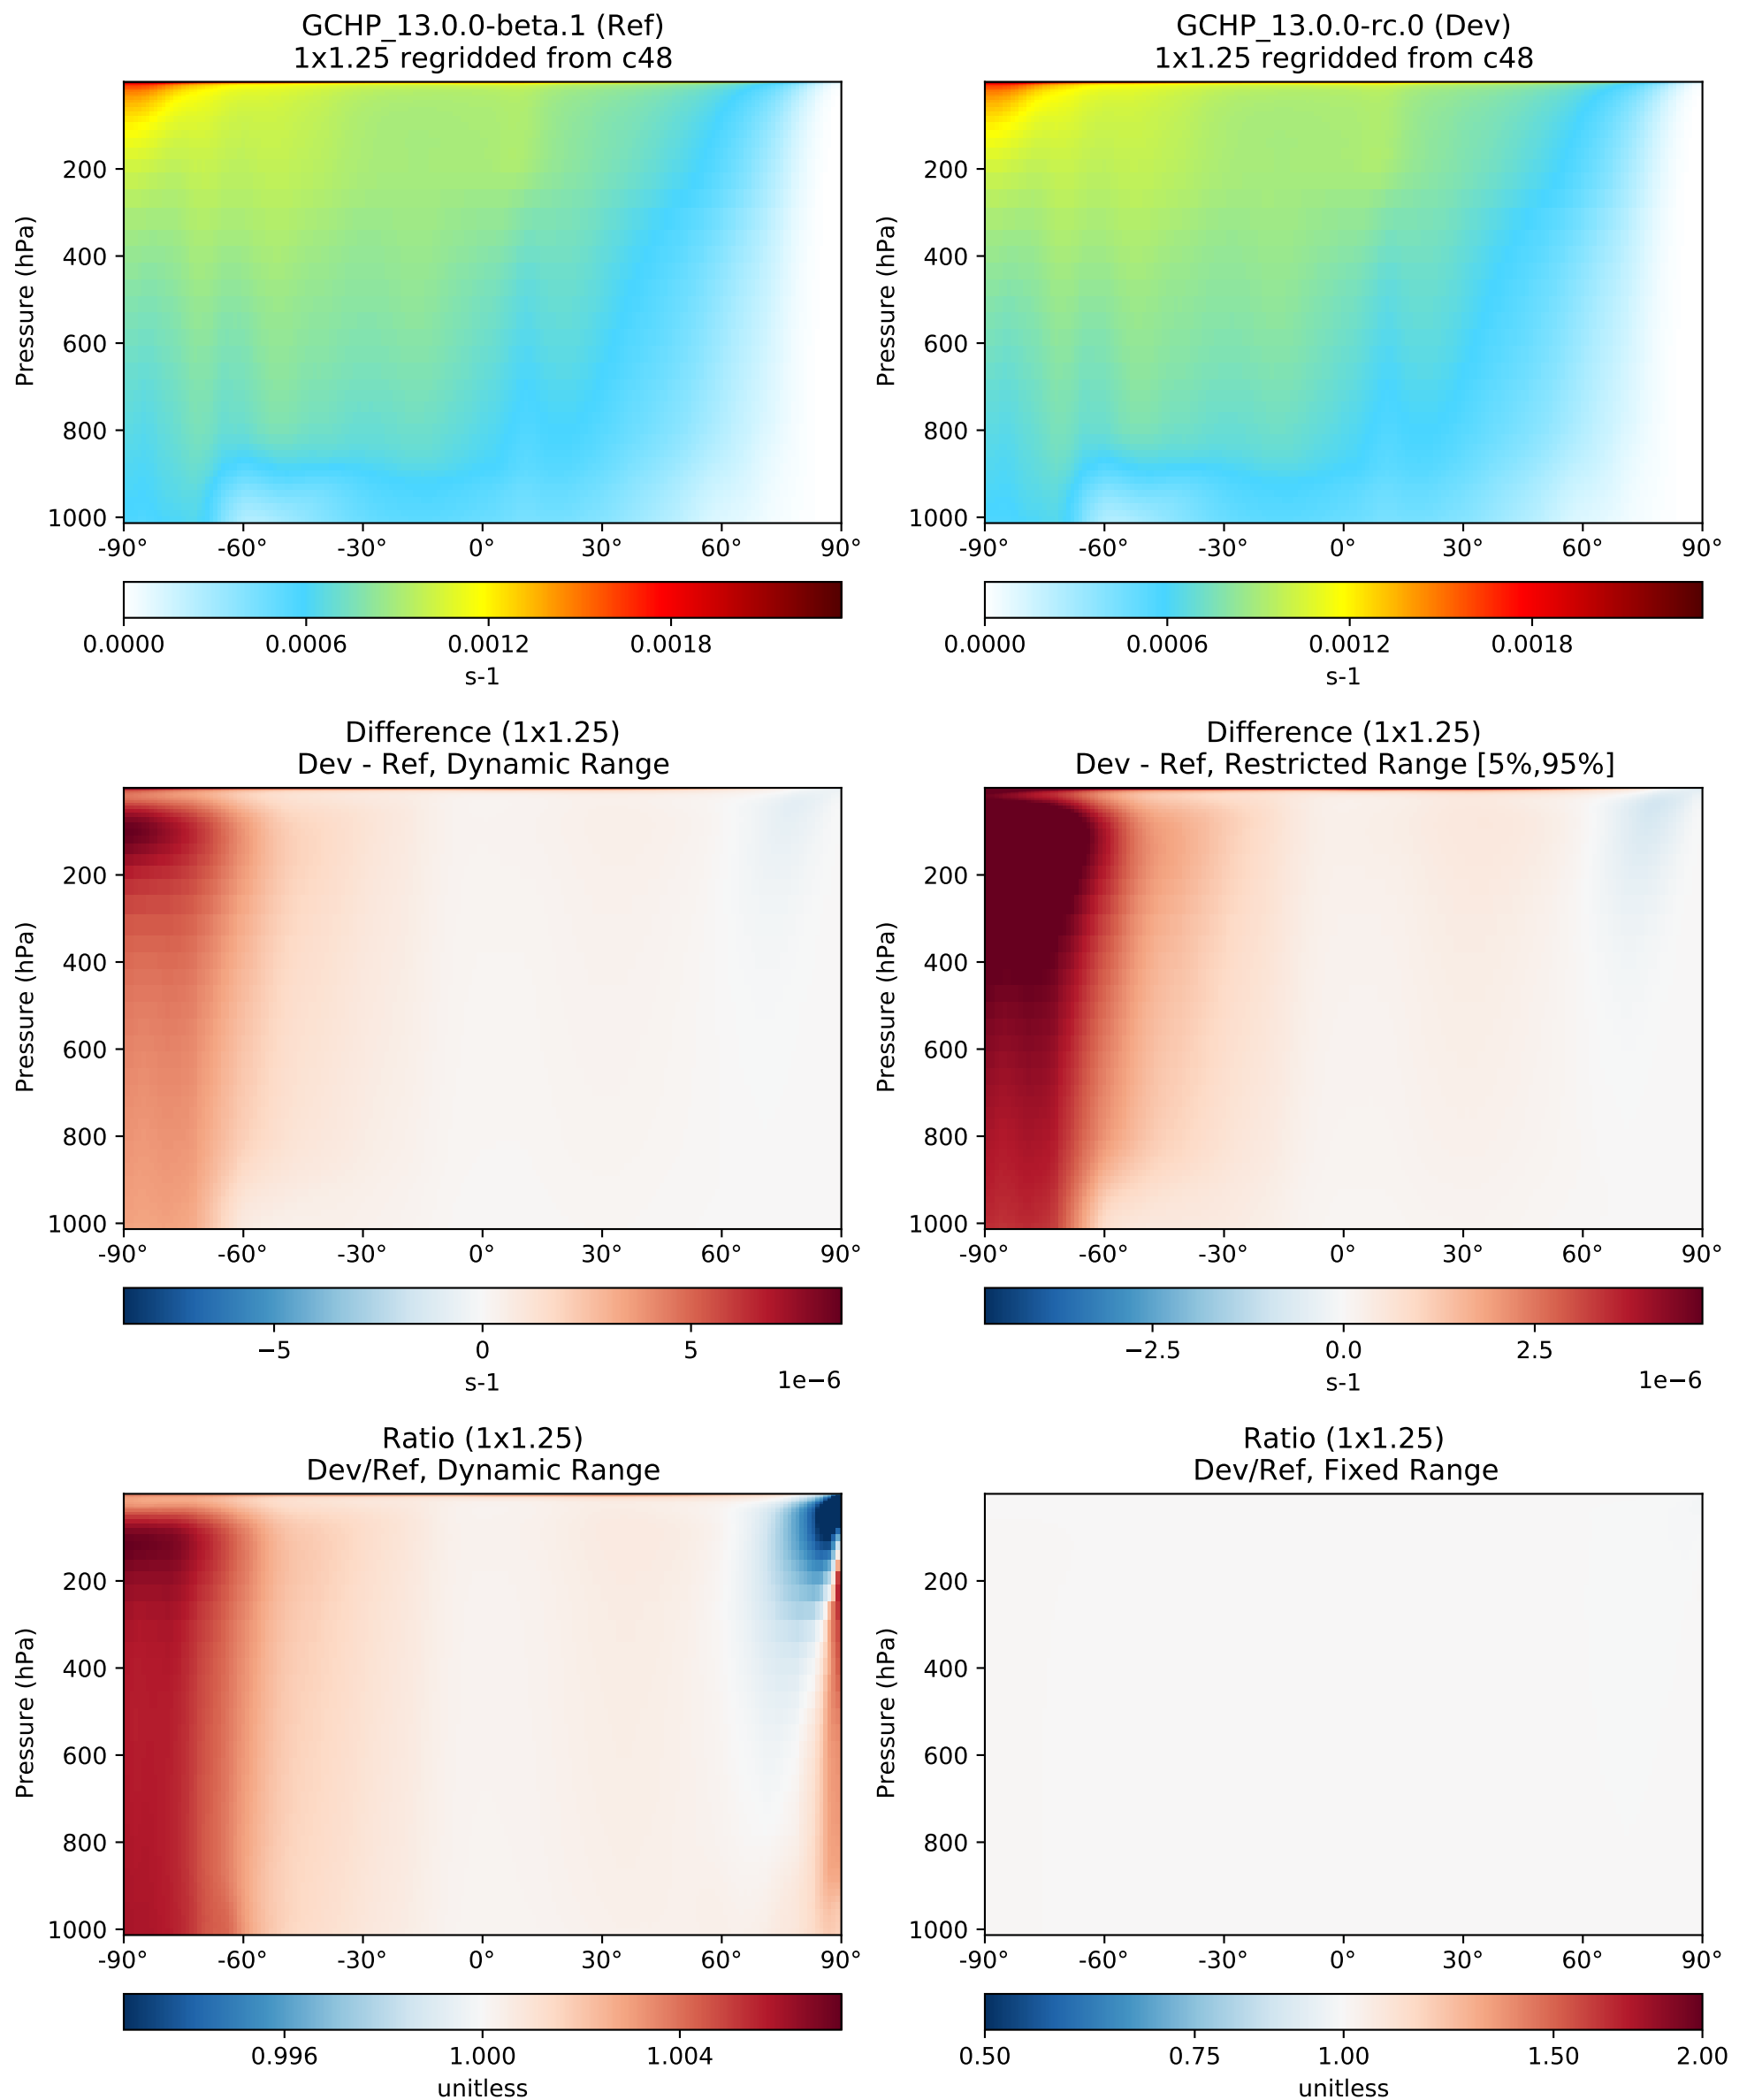 GCHP_13.0.0-beta.1 (Ref)
1x1.25 regridded from c48
Pressure (hPa)
200
400
600
800
1000
-90° -60° -30° 0° 30° 60° 90°
0.0000 0.0006 0.0012 0.0018
s-1
GCHP_13.0.0-rc.0 (Dev)
1x1.25 regridded from c48
Pressure (hPa)
200
400
600
800
1000
-90° -60° -30° 0° 30° 60° 90°
0.0000 0.0006 0.0012 0.0018
s-1
Difference (1x1.25)
Dev - Ref, Dynamic Range
Pressure (hPa)
200
400
600
800
1000
-90° -60° -30° 0° 30° 60° 90°
−5 0 5
s-1 1e−6
Difference (1x1.25)
Dev - Ref, Restricted Range [5%,95%]
Pressure (hPa)
200
400
600
800
1000
-90° -60° -30° 0° 30° 60° 90°
−2.5 0.0 2.5
s-1 1e−6
Ratio (1x1.25)
Dev/Ref, Dynamic Range
Pressure (hPa)
200
400
600
800
1000
-90° -60° -30° 0° 30° 60° 90°
0.996 1.000 1.004
unitless
Ratio (1x1.25)
Dev/Ref, Fixed Range
Pressure (hPa)
200
400
600
800
1000
-90° -60° -30° 0° 30° 60° 90°
0.50 0.75 1.00 1.50 2.00
unitless